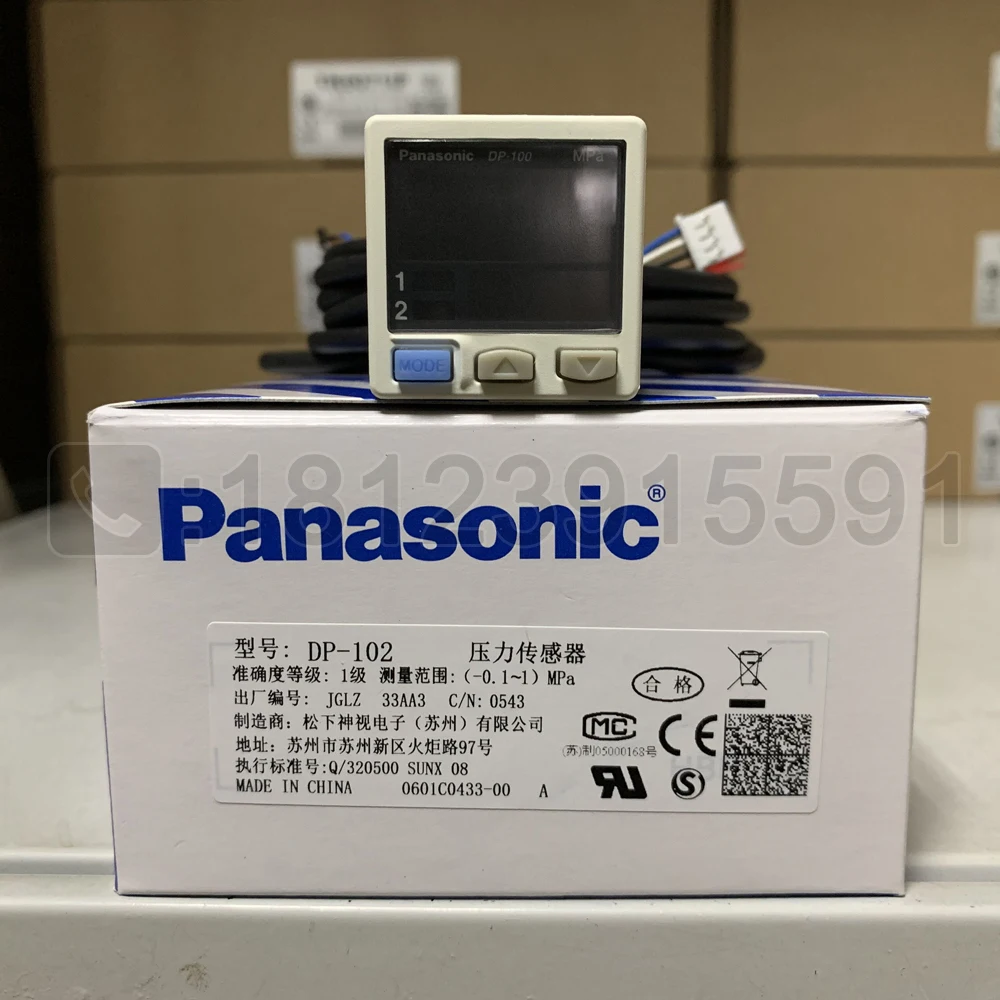 Panasonic DP-100 MPa
1
2
MODE
:18123915591
Panasonic®
型号: DP-102 压力传感器
准确度等级: 1级 测量范围: (-0.1~1) MPa
出厂编号: JGLZ 33AA3 C/N: 0543
制造商: 松下神视电子 (苏州) 有限公司
地址: 苏州市苏州新区火炬路97号
执行标准号:Q/320500 SUNX 08
MADE IN CHINA 0601C0433-00 A
合格
MC
CE
(苏)制05000168号